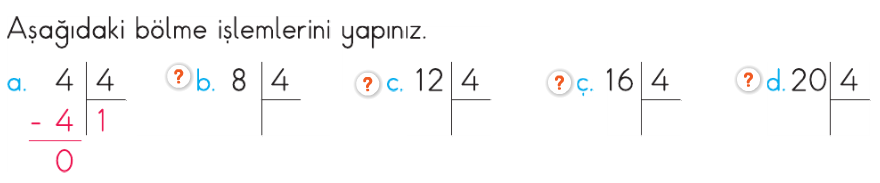 Aşağıdaki bölme işlemlerini yapınız.
a. 4 4 ? b. 8 4 ? c. 12 4 ? ç. 16 4 ? d. 20 4
- 4 1
0